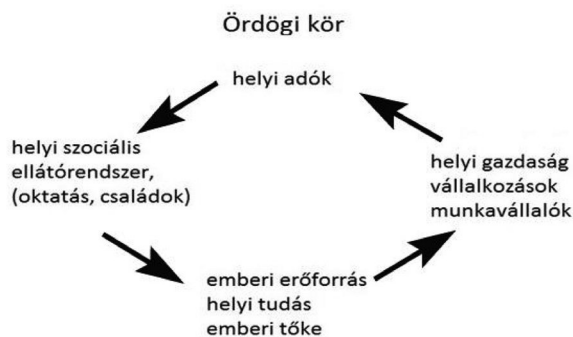 Ördögi kör
helyi adók
helyi szociális
ellátórendszer,
(oktatás, családok)
helyi gazdaság
vállalkozások
munkavállalók
emberi erőforrás
helyi tudás
emberi tőke